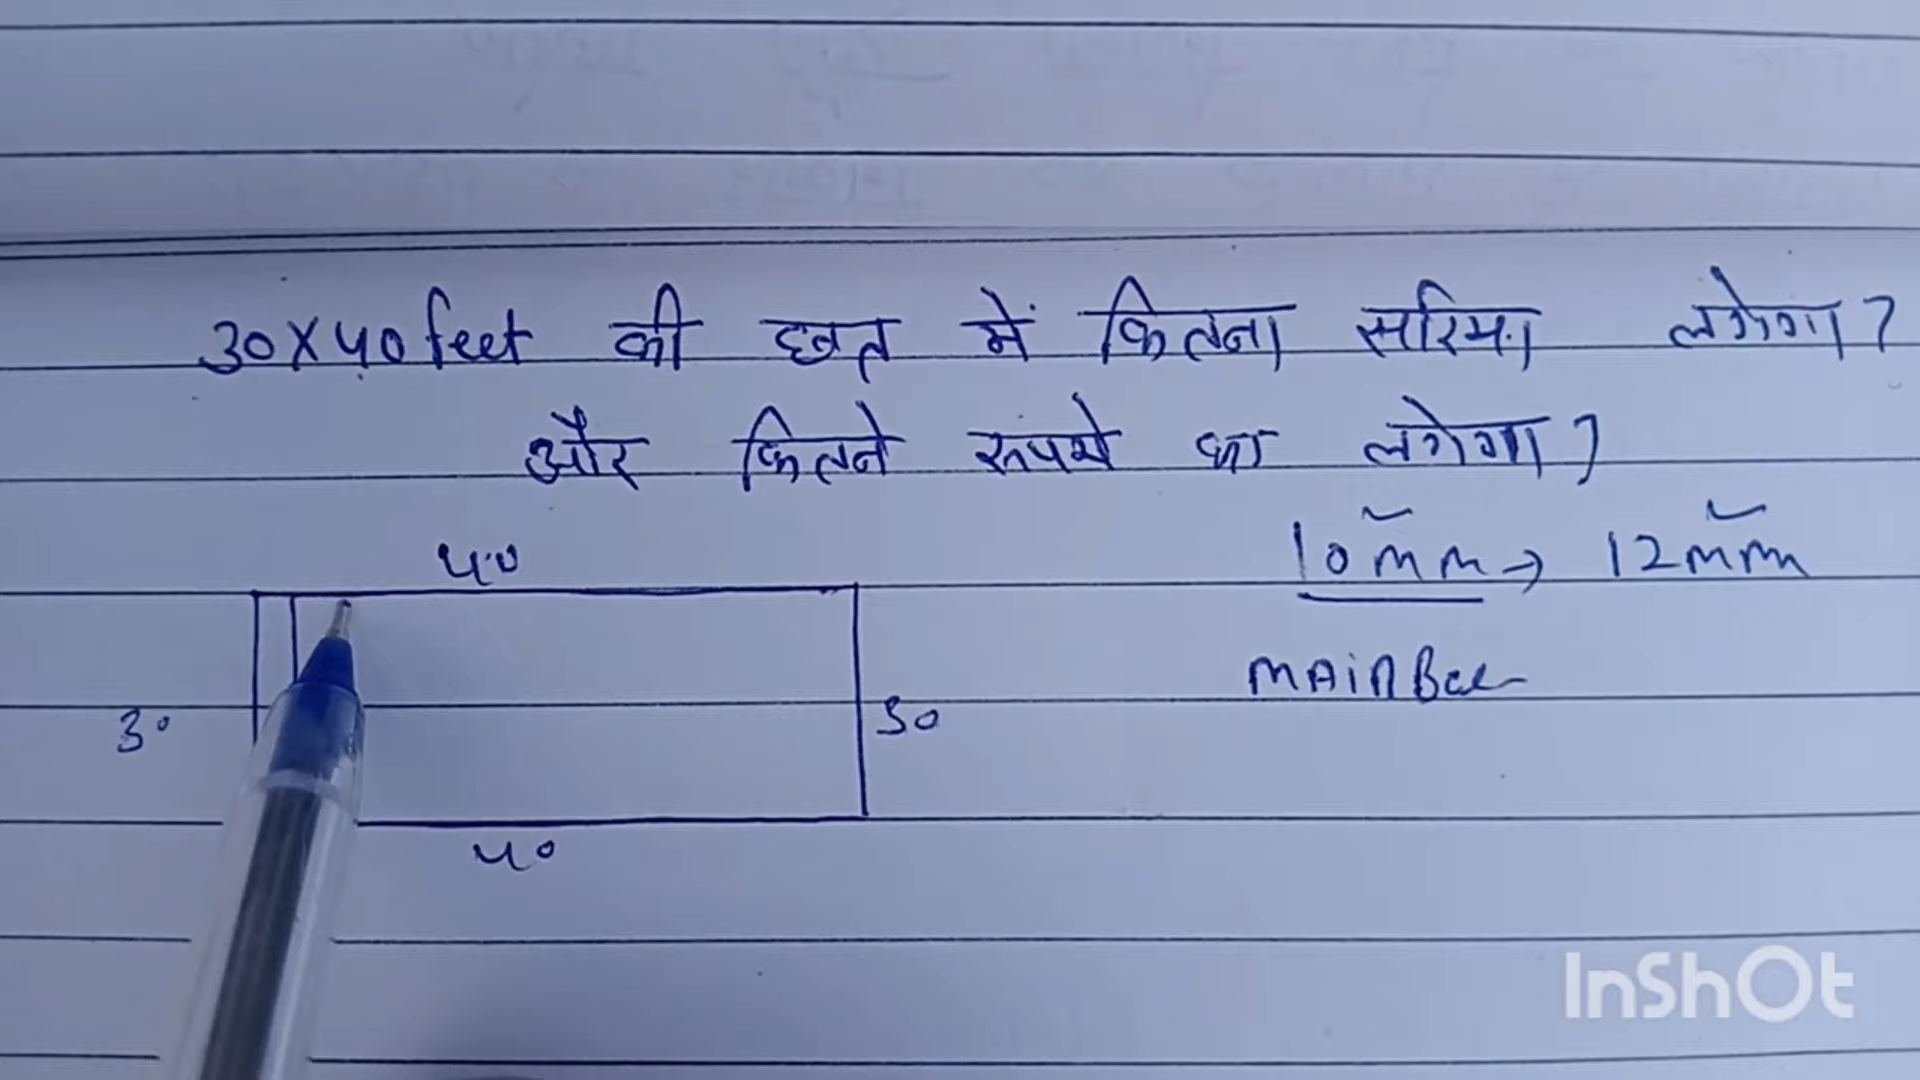 30X40 feet की छत में कितना सरिया लगेगा?
और कितने रूपये का लगेगा?
10mm → 12mm
40
MAIN Bar
30
30
40
InShOt